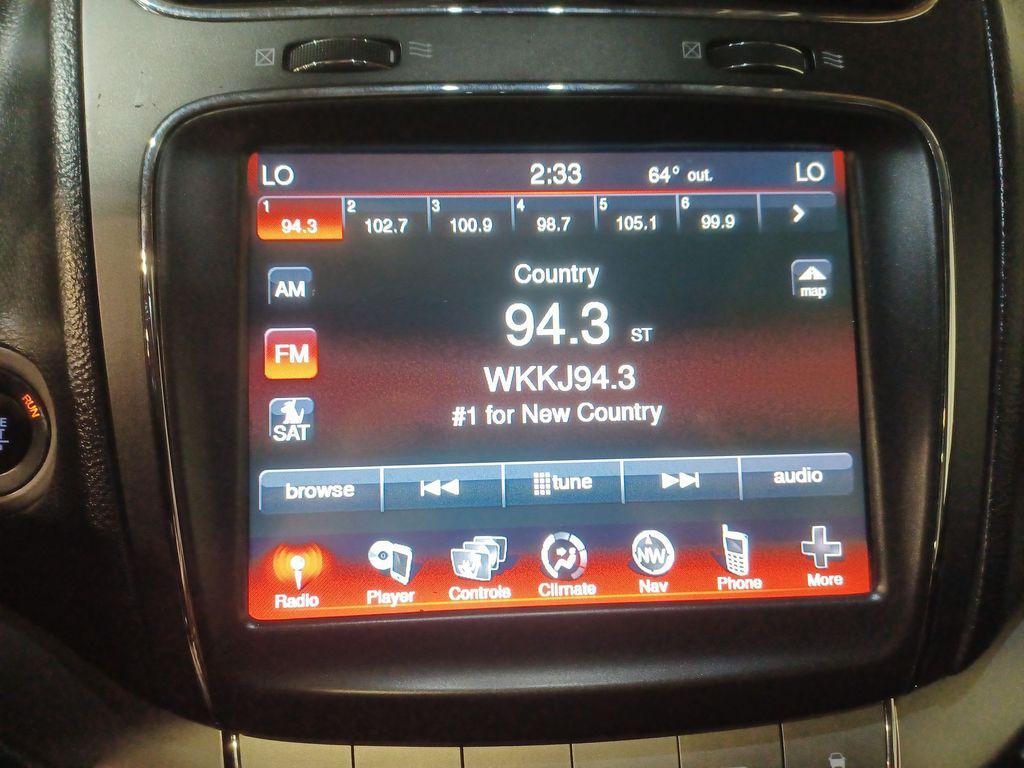 LO 2:33 64° out. LO
1 2 3 4 5 6
94.3 102.7 100.9 98.7 105.1 99.9
Country
AM map
94.3 ST
FM
WKKJ94.3
#1 for New Country
SAT
browse tune audio
NW
Radio Player Controls Climate Nav Phone More
RUN